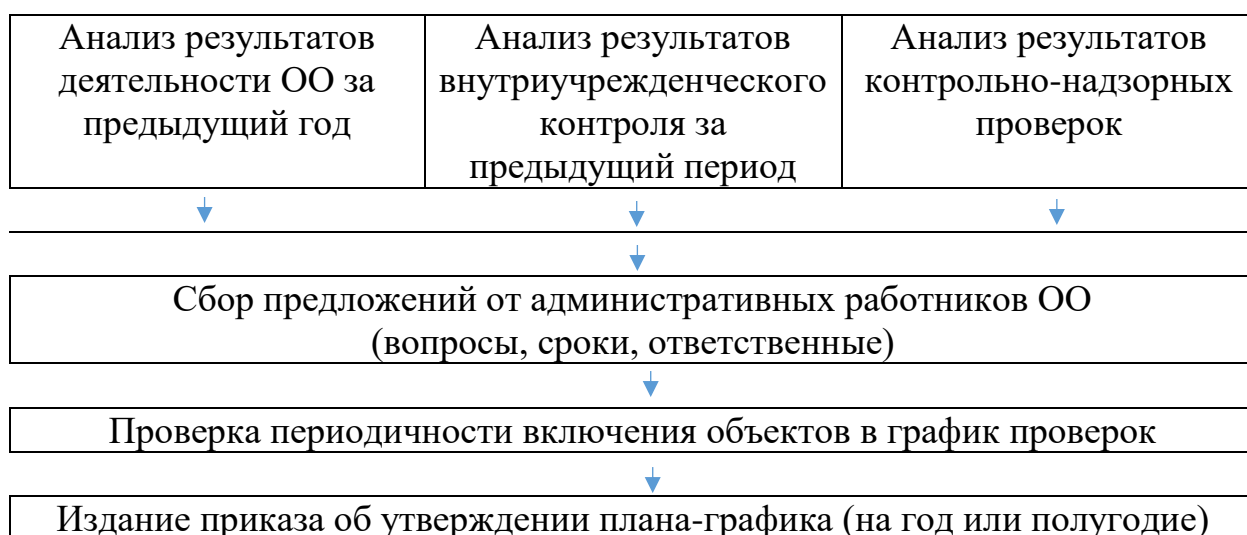 Анализ результатов
деятельности ОО за
предыдущий год
Анализ результатов
внутриучрежденческого
контроля за
предыдущий период
Анализ результатов
контрольно-надзорных
проверок
Сбор предложений от административных работников ОО
(вопросы, сроки, ответственные)
Проверка периодичности включения объектов в график проверок
Издание приказа об утверждении плана-графика (на год или полугодие)